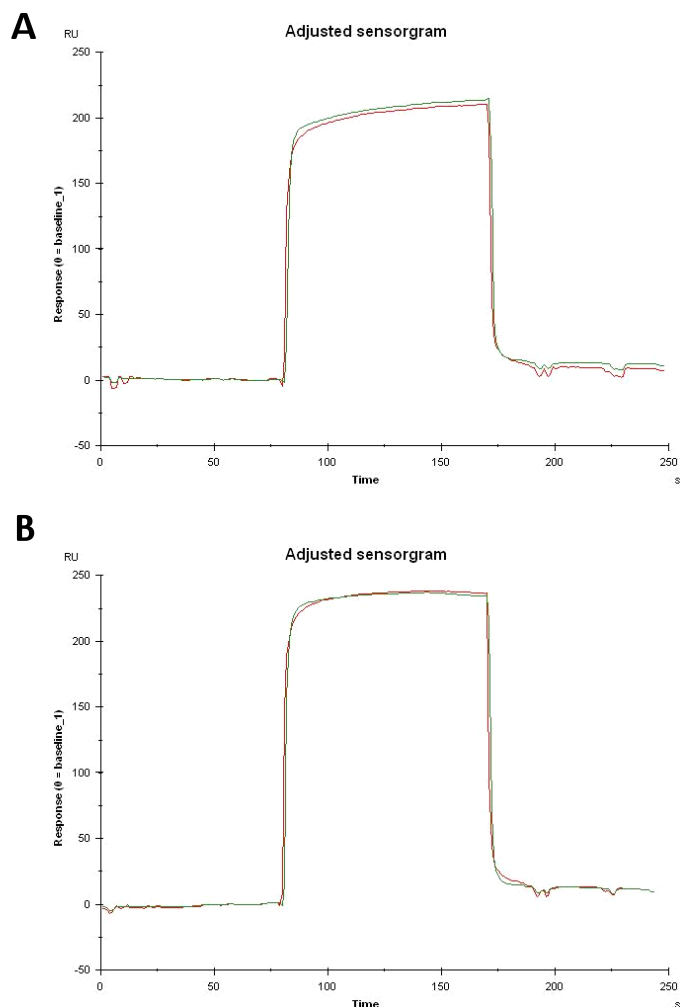 A
RU
Adjusted sensorgram
250
200
150
100
50
0
-50
Response (0 = baseline_1)
0 50 100 150 200 250
Time
s
B
RU
Adjusted sensorgram
250
200
150
100
50
0
-50
Response (0 = baseline_1)
0 50 100 150 200 250
Time
s